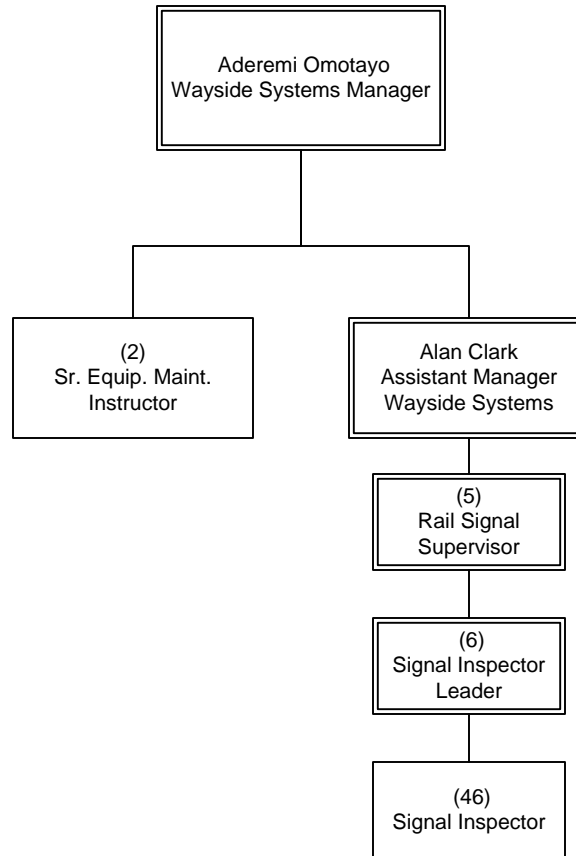 Aderemi Omotayo
Wayside Systems Manager
(2)
Sr. Equip. Maint.
Instructor
Alan Clark
Assistant Manager
Wayside Systems
(5)
Rail Signal
Supervisor
(6)
Signal Inspector
Leader
(46)
Signal Inspector